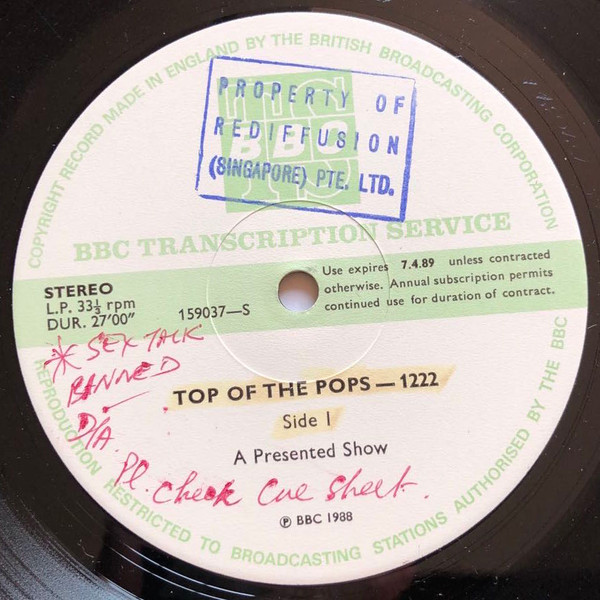 COPYRIGHT RECORD MADE IN ENGLAND BY THE BRITISH BROADCASTING CORPORATION
TS
BBC
PROPERTY OF
REDIFFUSION
(SINGAPORE) PTE. LTD.
BBC TRANSCRIPTION SERVICE
STEREO
L.P. 33⅓ rpm
DUR. 27'00"
159037—S
Use expires 7.4.89 unless contracted
otherwise. Annual subscription permits
continued use for duration of contract.
* SEX TALK
BANNED
D/A.
TOP OF THE POPS — 1222
Side 1
A Presented Show
Pl. check cue sheet.
℗ BBC 1988
REPRODUCTION RESTRICTED TO BROADCASTING STATIONS AUTHORISED BY THE BBC